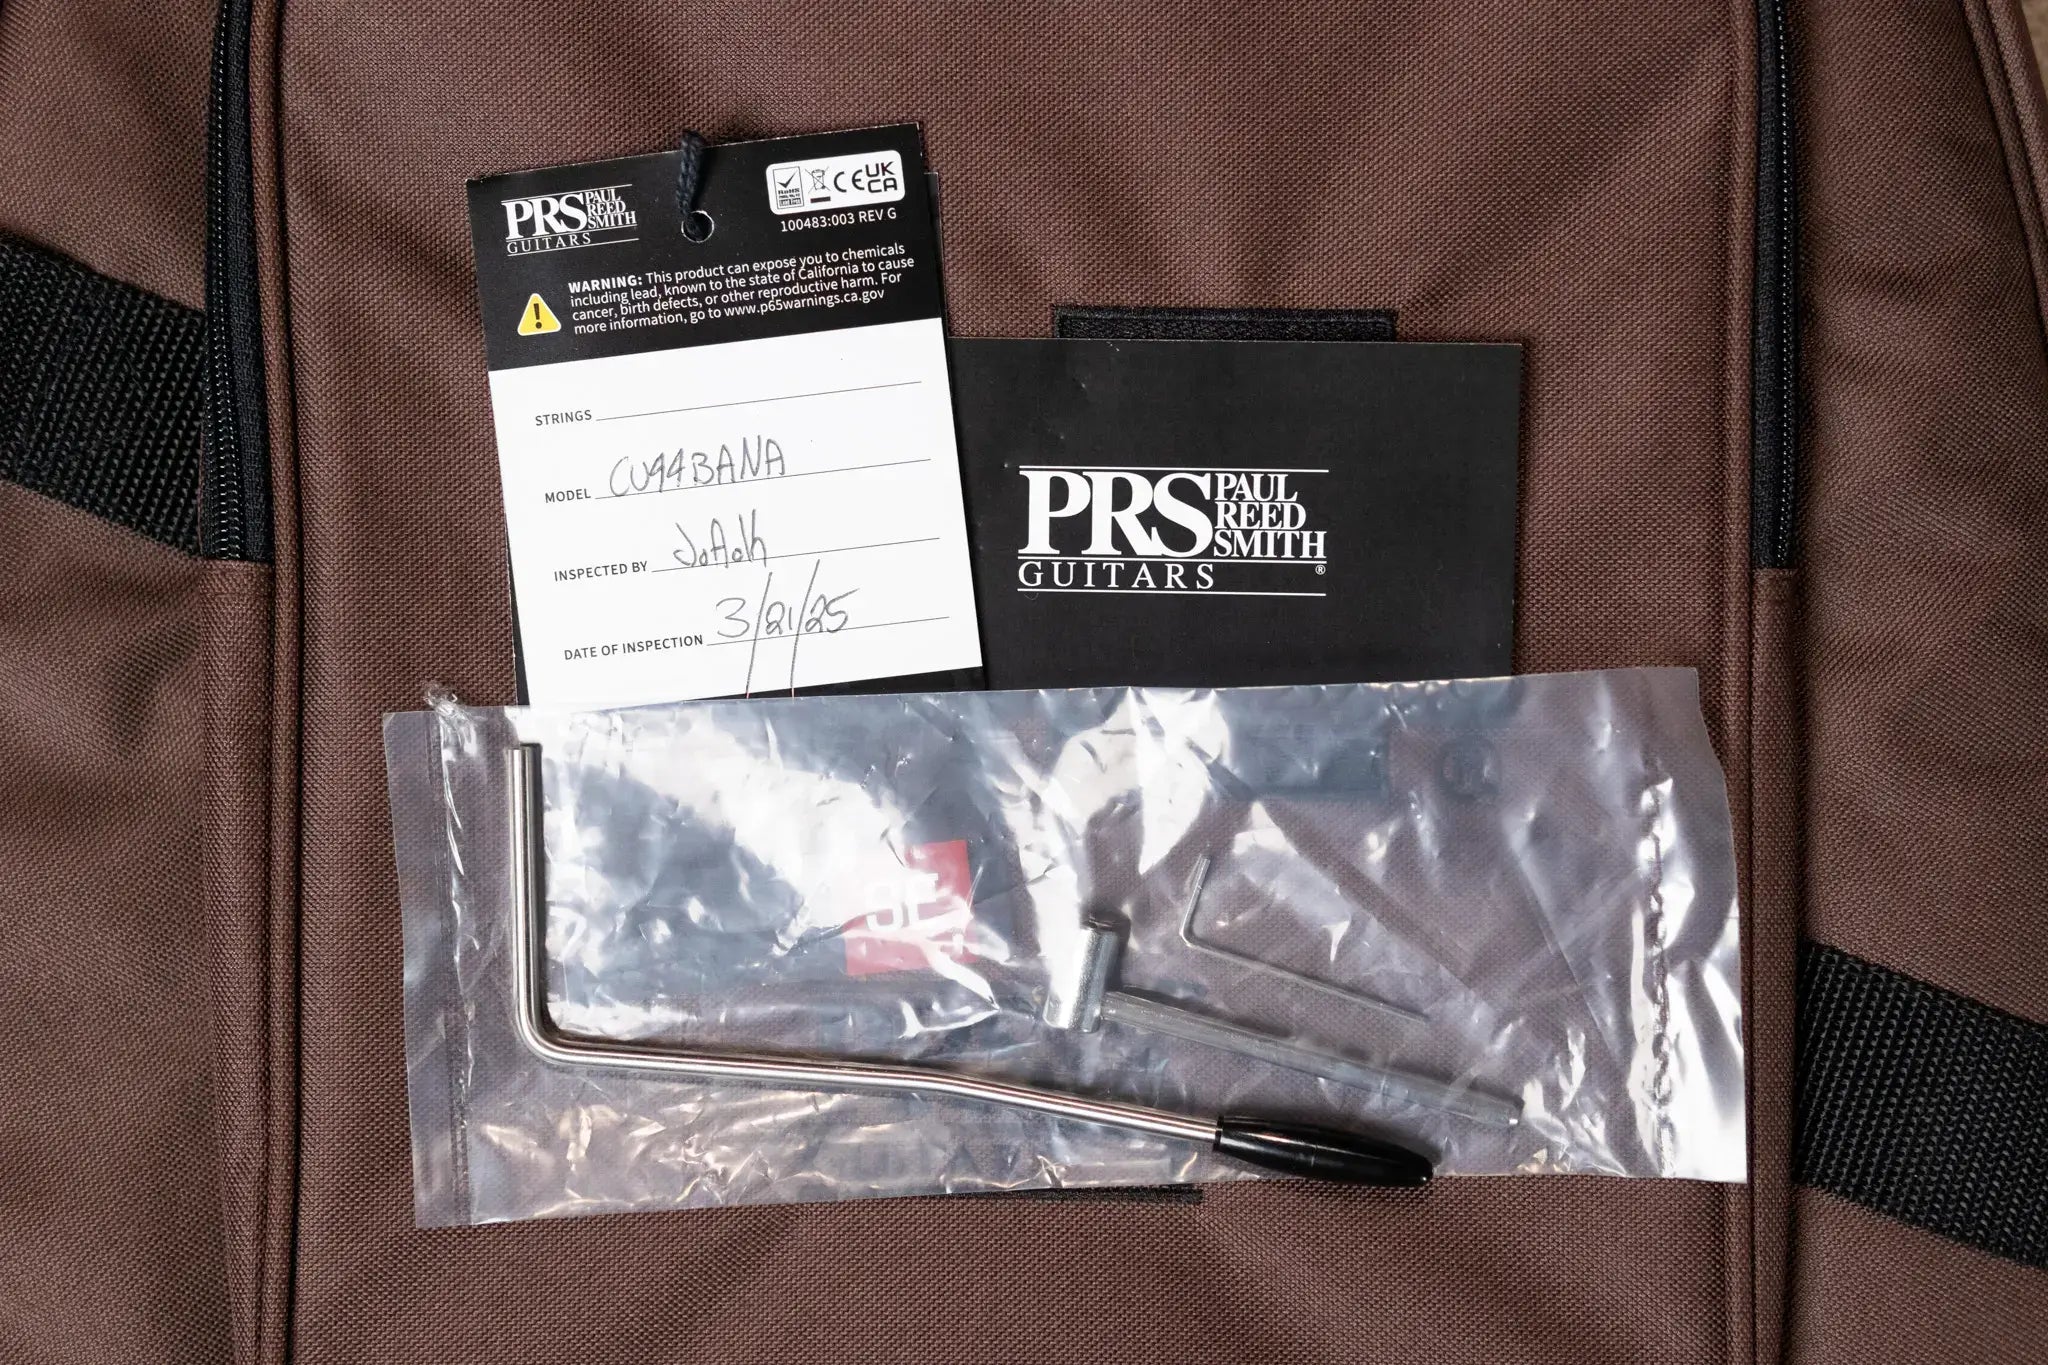 PRS PAUL
REED
SMITH
GUITARS
RoHS
CE UK
CA
100483:003 REV G
WARNING: This product can expose you to chemicals
including lead, known to the state of California to cause
cancer, birth defects, or other reproductive harm. For
more information, go to www.p65warnings.ca.gov
STRINGS
MODEL CU44BANA
INSPECTED BY
DATE OF INSPECTION 3/21/25
PRS PAUL
REED
SMITH
GUITARS ®
SE